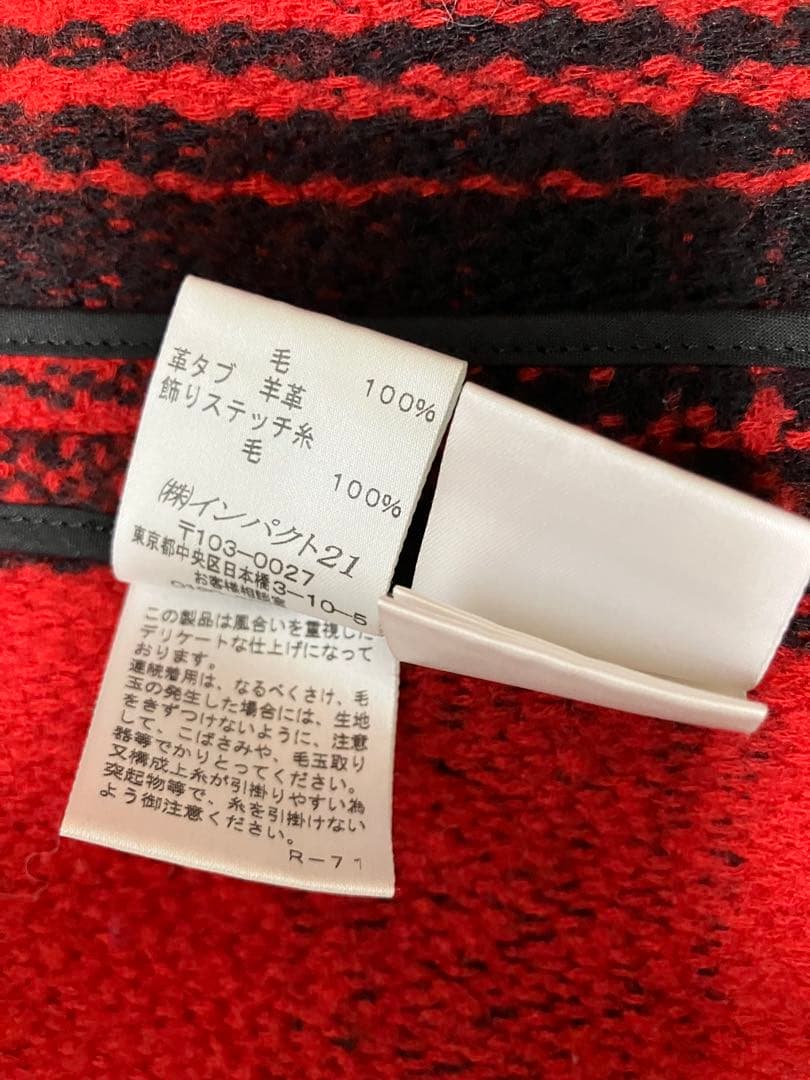 毛 100%
革タブ 羊革
飾りステッチ糸
毛 100%
㈱インパクト21
〒103-0027
東京都中央区日本橋3-10-5
お客様相談室
この製品は風合いを重視した
デリケートな仕上げになって
おります。
連続着用は、なるべくさけ、毛
玉の発生した場合には、生地
をきずつけないように、注意
して、こばさみや、毛玉取り
器等でかりとってください。
又構成上糸が引掛りやすい為
突起物等で、糸を引掛けない
よう御注意ください。
R-71